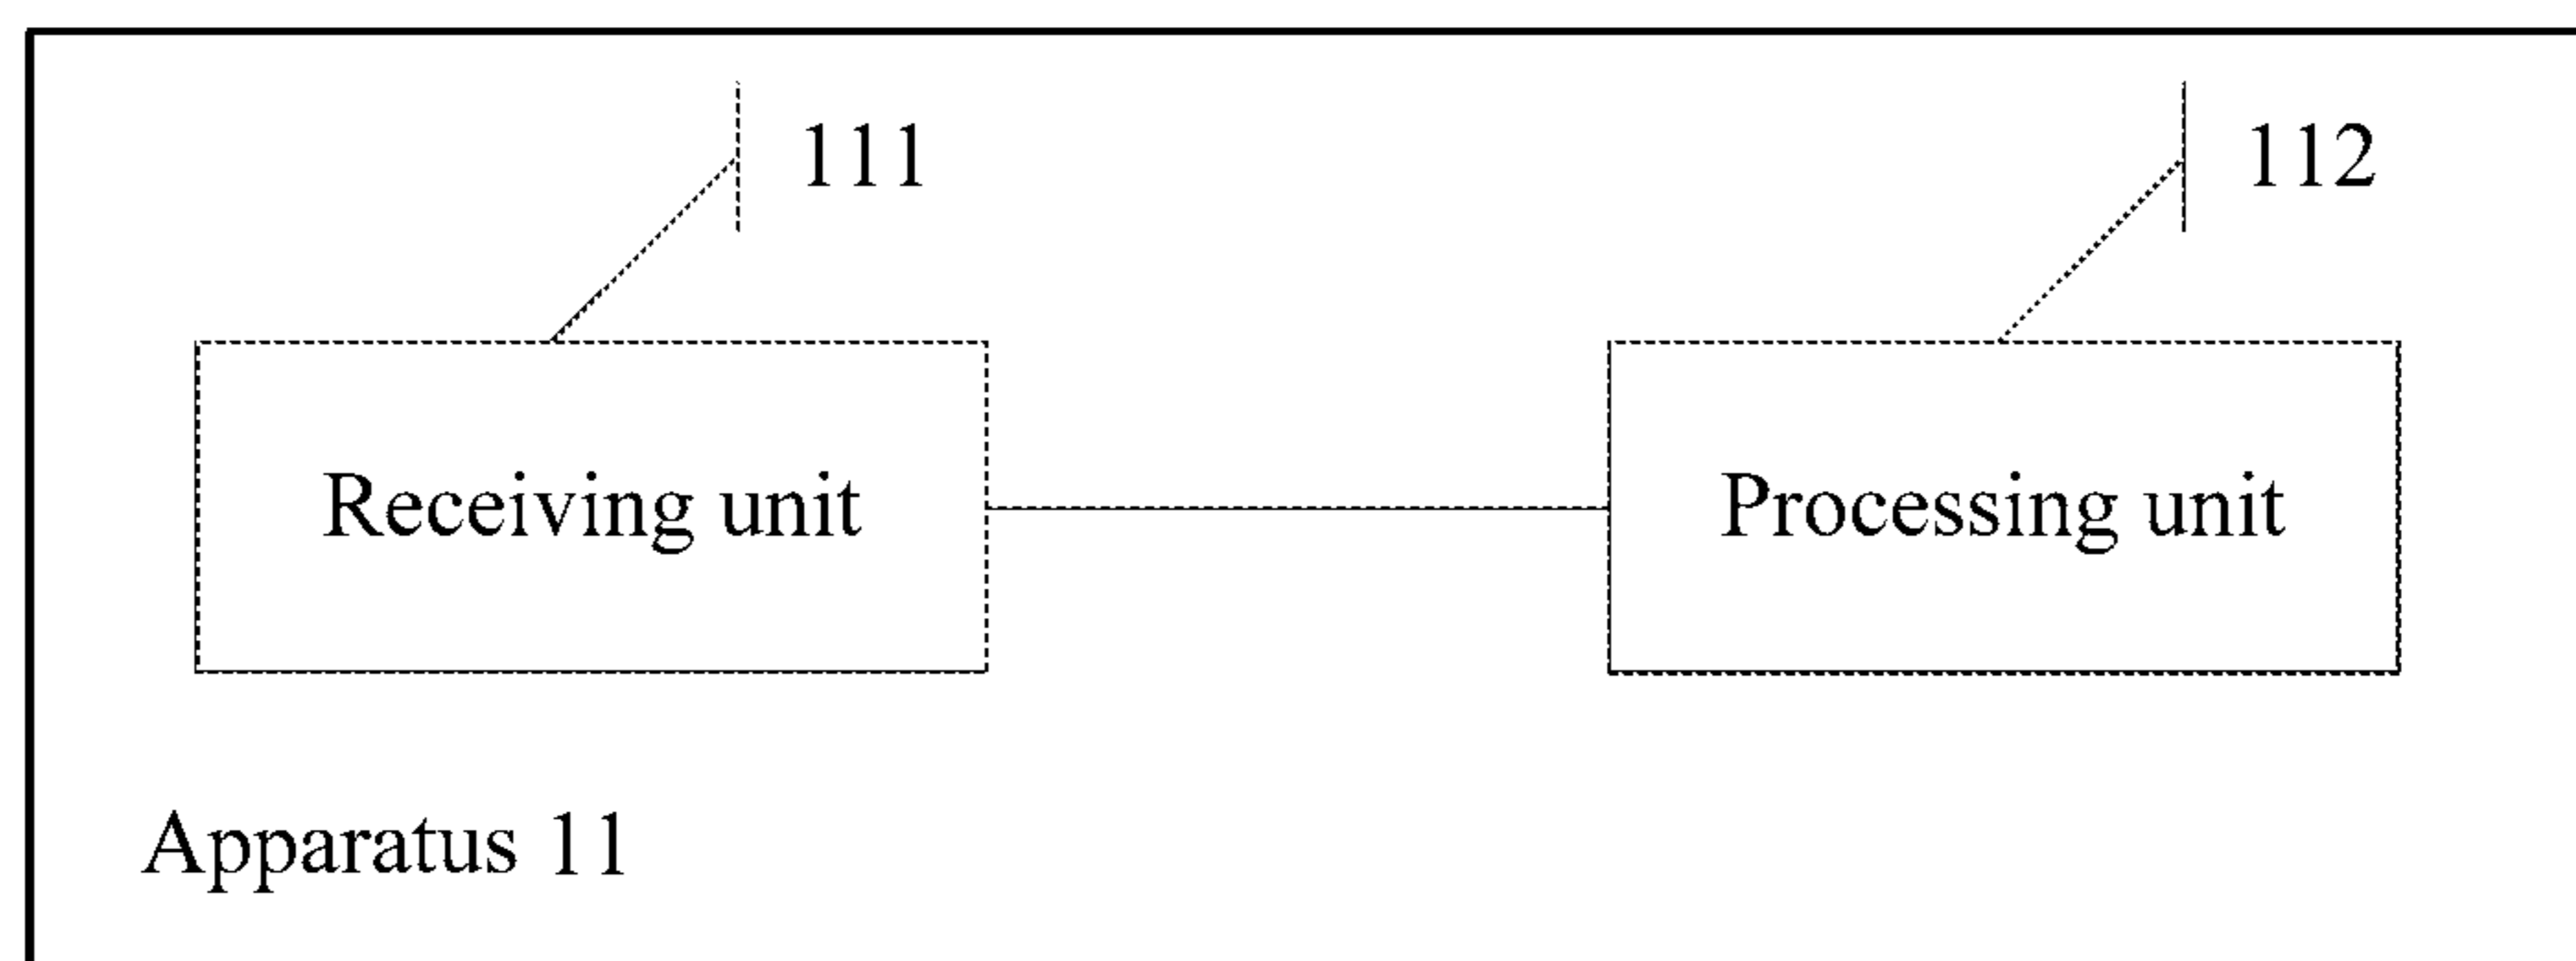 111
112
Receiving unit
Processing unit
Apparatus 11